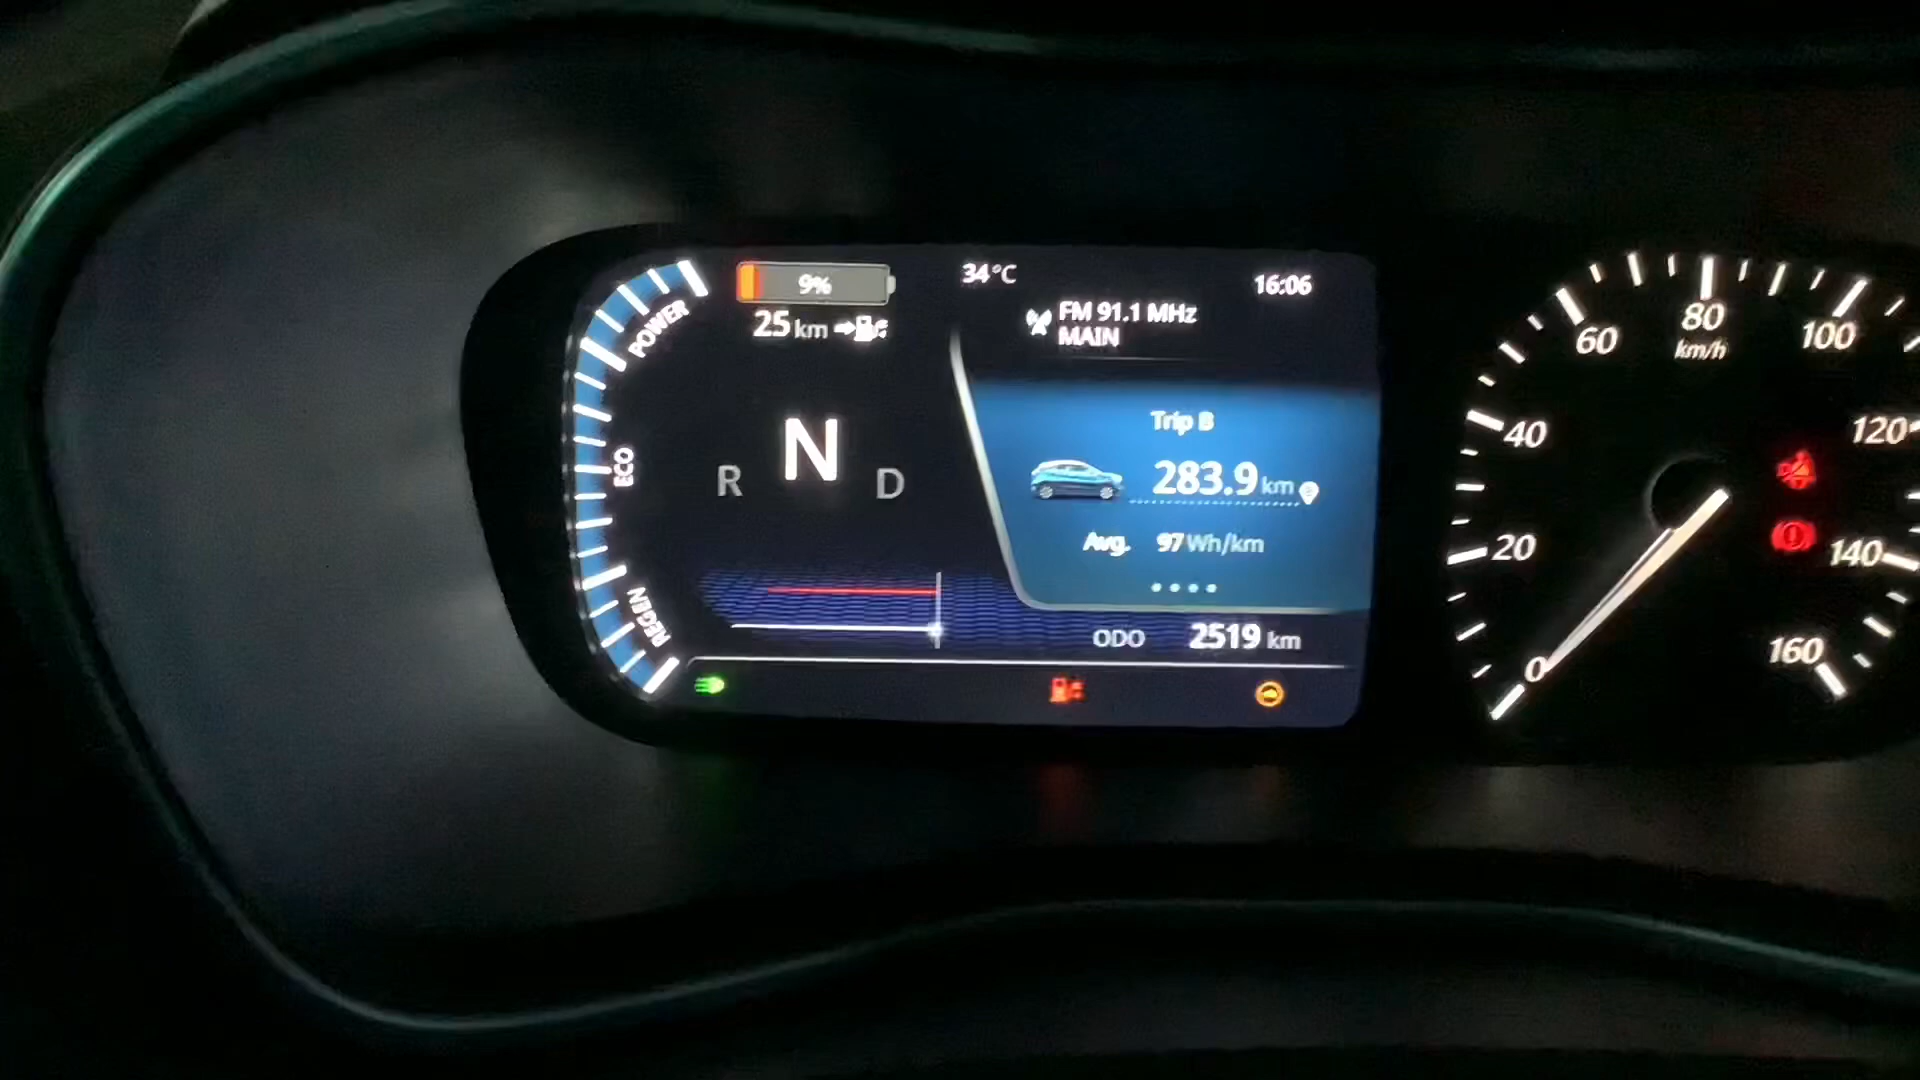 POWER
ECO
REGEN
9%
25 km
34°C
16:06
FM 91.1 MHz
MAIN
R N D
Trip B
283.9 km
Avg. 97 Wh/km
ODO 2519 km
0
20
40
60
80
km/h
100
120
140
160